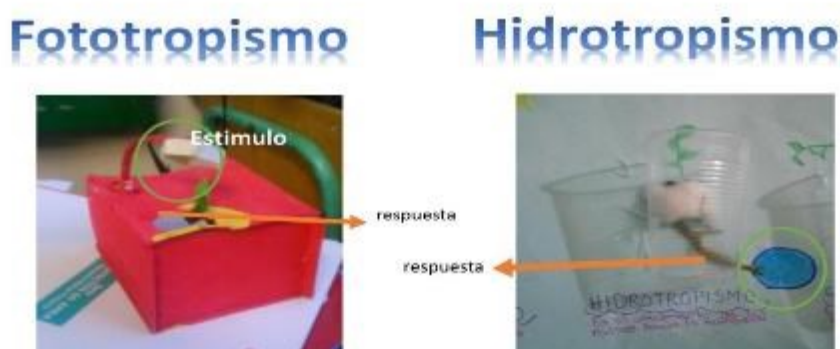 Fototropismo
Hidrotropismo
Estimulo
respuesta
respuesta
HIDROTROPISMO